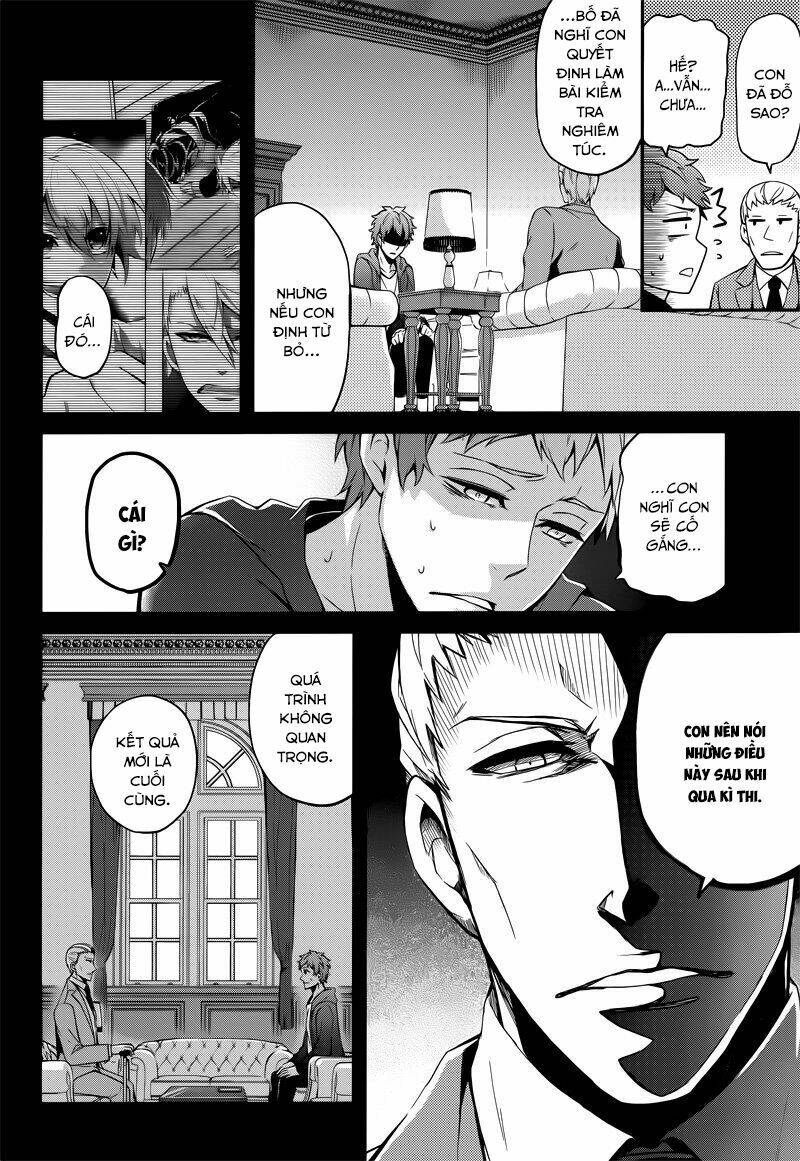 CON
ĐÃ ĐỖ
SAO?
HẾ?
A...VẪN...
CHƯA...
...BỐ ĐÃ
NGHĨ CON
QUYẾT
ĐỊNH LÀM
BÀI KIỂM
TRA
NGHIÊM
TÚC.
NHƯNG
NẾU CON
ĐỊNH TỪ
BỎ...
CÁI
ĐÓ...
...CON
NGHĨ CON
SẼ CỐ
GẮNG...
CÁI
GÌ?
CON NÊN NÓI
NHỮNG ĐIỀU
NÀY SAU KHI
QUA KÌ THI.
QUÁ
TRÌNH
KHÔNG
QUAN
TRỌNG.
KẾT QUẢ
MỚI LÀ
CUỐI
CÙNG.